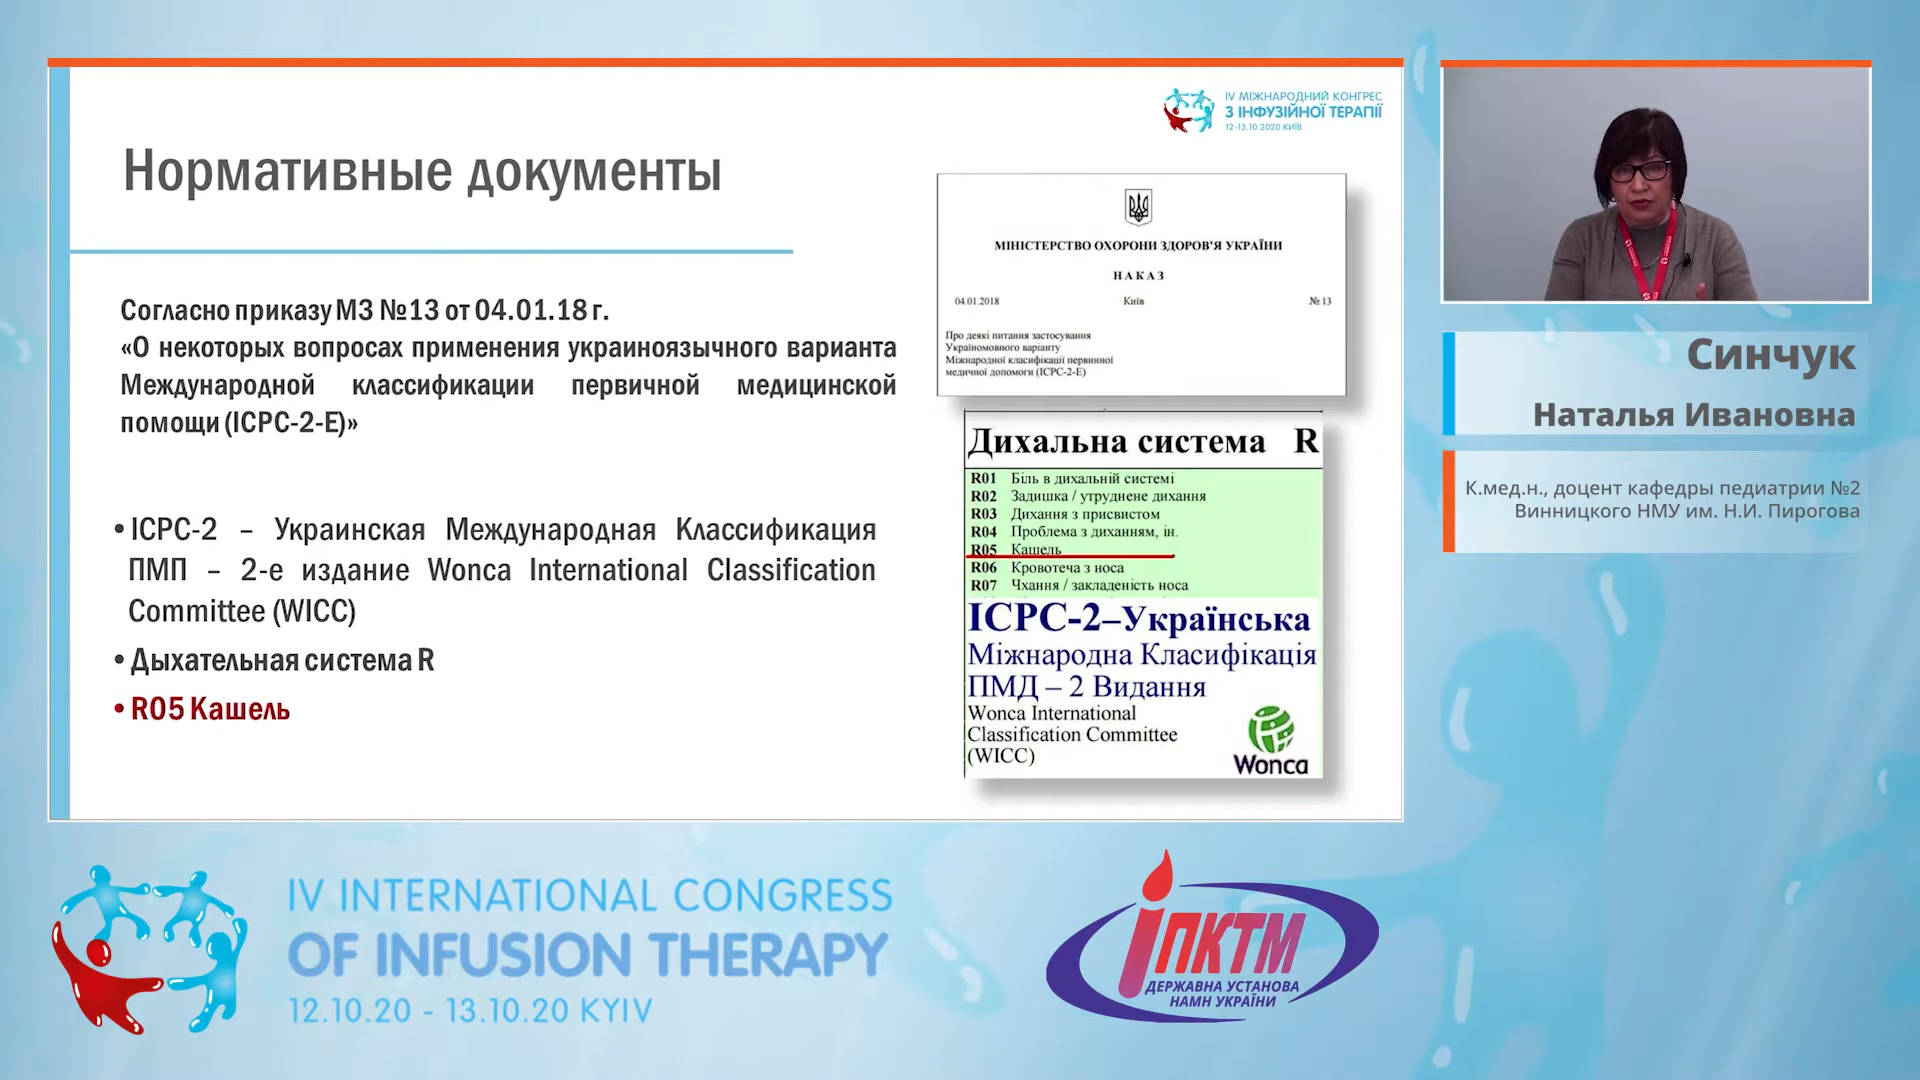 IV МІЖНАРОДНИЙ КОНГРЕС
З ІНФУЗІЙНОЇ ТЕРАПІЇ
12-13.10.2020 КИЇВ
Нормативные документы
Согласно приказу МЗ №13 от 04.01.18 г.
«О некоторых вопросах применения украиноязычного варианта
Международной классификации первичной медицинской
помощи (ICPC-2-E)»
• ICPC-2 – Украинская Международная Классификация
ПМП – 2-е издание Wonca International Classification
Committee (WICC)
• Дыхательная система R
• R05 Кашель
МІНІСТЕРСТВО ОХОРОНИ ЗДОРОВ'Я УКРАЇНИ
НАКАЗ
04.01.2018 Київ № 13
Про деякі питання застосування
Україномовного варіанту
Міжнародної класифікації первинної
медичної допомоги (ICPC-2-E)
Дихальна система R
R01 Біль в дихальній системі
R02 Задишка / утруднене дихання
R03 Дихання з присвистом
R04 Проблема з диханням, ін.
R05 Кашель
R06 Кровотеча з носа
R07 Чхання / закладеність носа
ICPC-2–Українська
Міжнародна Класифікація
ПМД – 2 Видання
Wonca International
Classification Committee
(WICC)
Wonca
Синчук
Наталья Ивановна
К.мед.н., доцент кафедры педиатрии №2
Винницкого НМУ им. Н.И. Пирогова
IV INTERNATIONAL CONGRESS
OF INFUSION THERAPY
12.10.20 - 13.10.20 KYIV
ІПКТМ
ДЕРЖАВНА УСТАНОВА
НАМН УКРАЇНИ